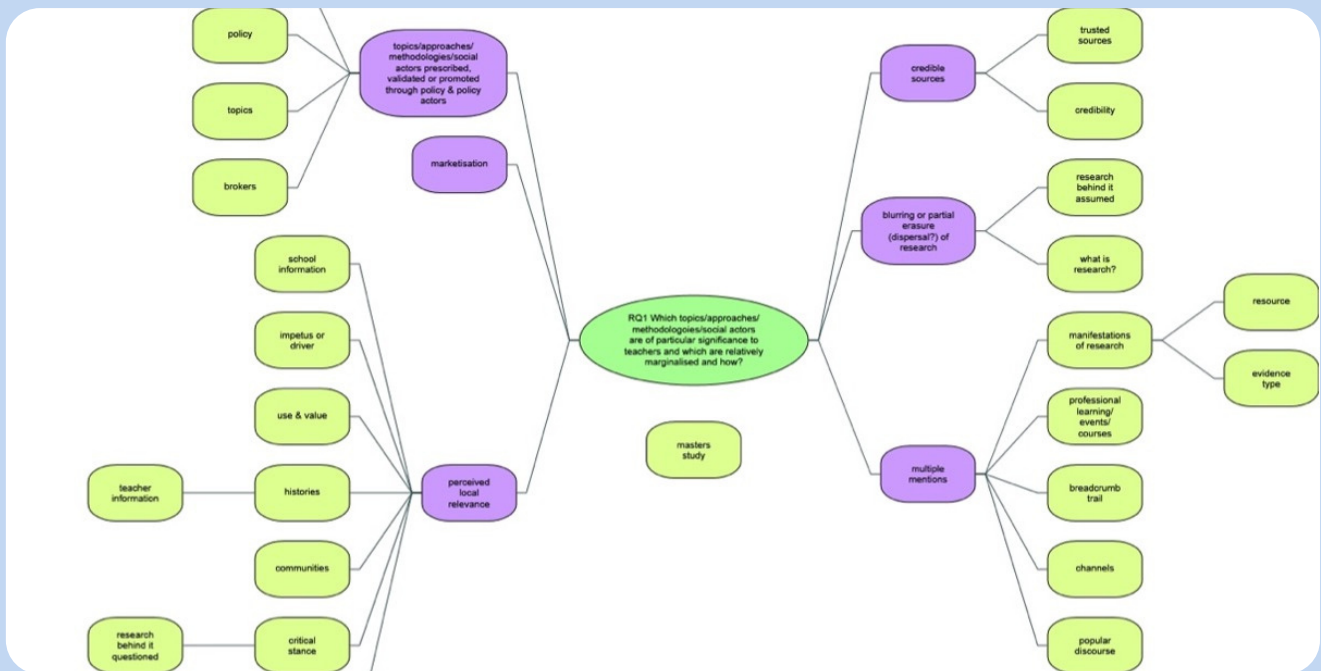 policy
topics
brokers
topics/approaches/
methodologies/social
actors prescribed,
validated or promoted
through policy & policy
actors
marketisation
school
information
impetus or
driver
use & value
teacher
information
histories
communities
research
behind it
questioned
critical
stance
perceived
local
relevance
RQ1 Which topics/approaches/
methodologoies/social actors
are of particular significance to
teachers and which are relatively
marginalised and how?
masters
study
credible
sources
trusted
sources
credibility
blurring or partial
erasure
(dispersal?) of
research
research
behind it
assumed
what is
research?
multiple
mentions
manifestations
of research
resource
evidence
type
professional
learning/
events/
courses
breadcrumb
trail
channels
popular
discourse